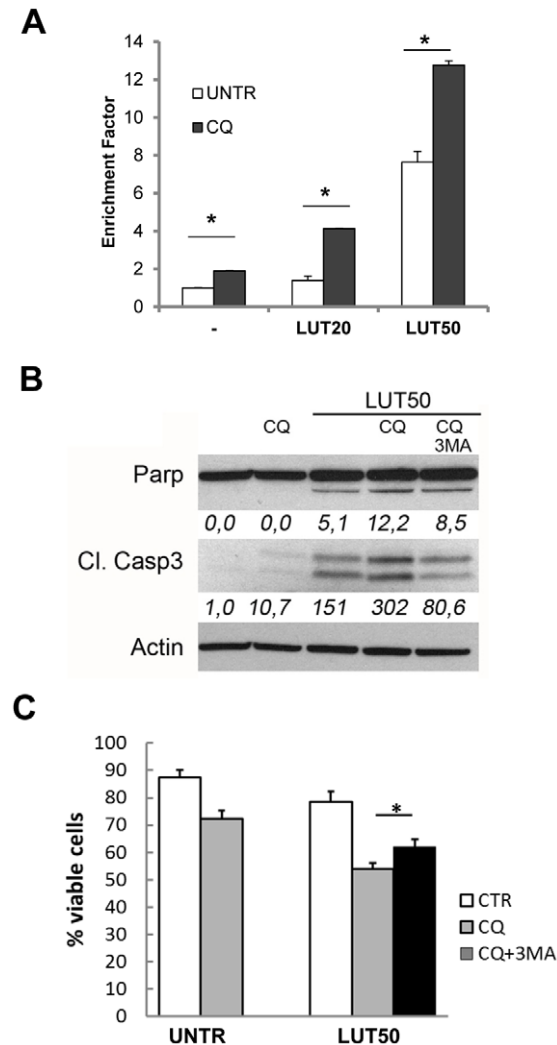 A
Enrichment Factor
14
12
10
8
6
4
2
0
UNTR
CQ
*
*
*
-
LUT20
LUT50
B
LUT50
CQ
CQ
CQ
3MA
Parp
0,0 0,0 5,1 12,2 8,5
Cl. Casp3
1,0 10,7 151 302 80,6
Actin
C
% viable cells
100
90
80
70
60
50
40
30
20
10
0
*
CTR
CQ
CQ+3MA
UNTR
LUT50